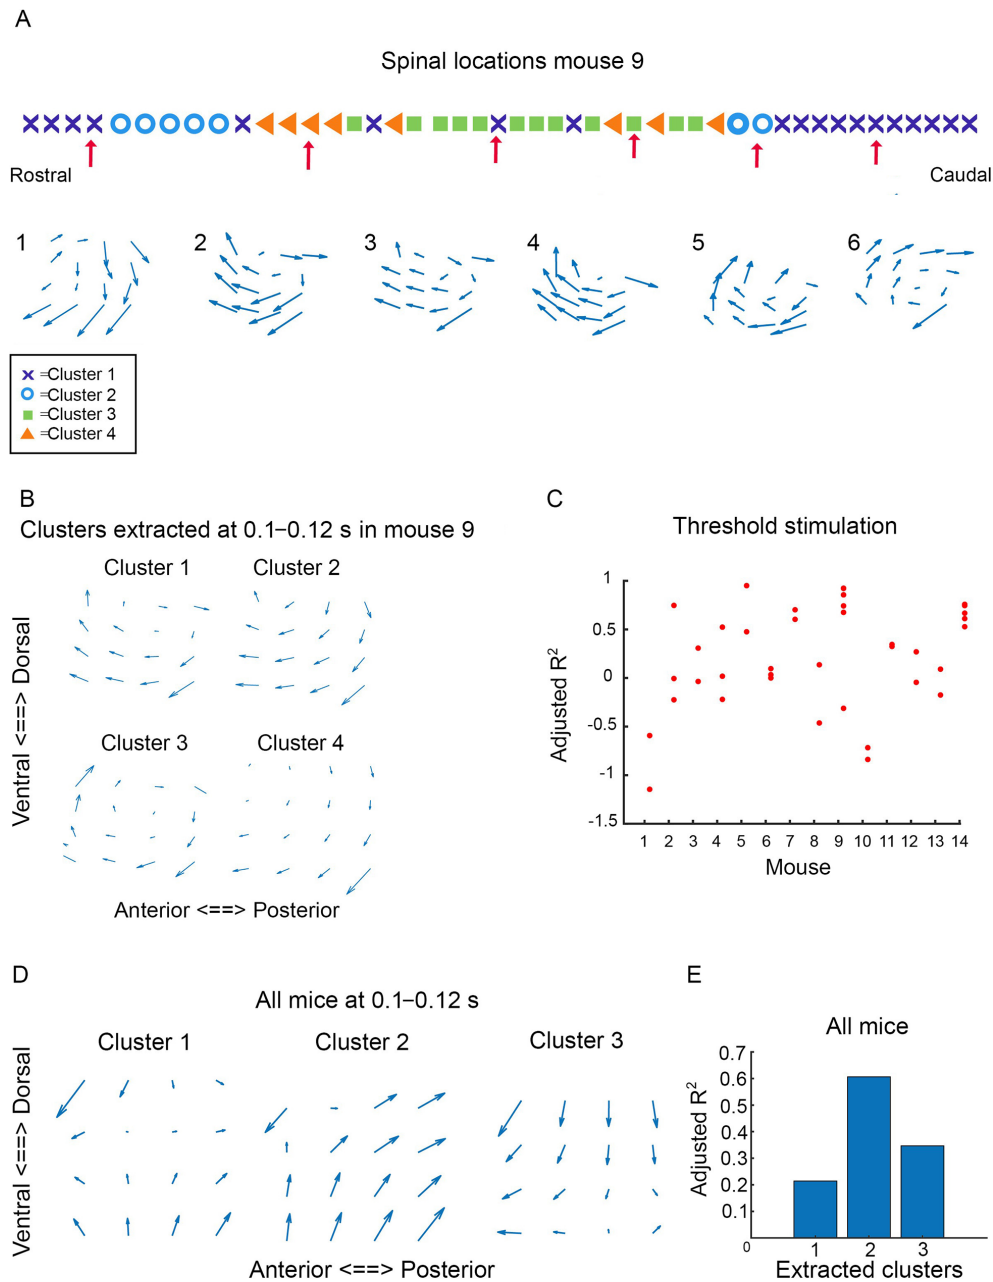 A
Spinal locations mouse 9
Rostral
Caudal
1 2 3 4 5 6
=Cluster 1
=Cluster 2
=Cluster 3
=Cluster 4
B
Clusters extracted at 0.1–0.12 s in mouse 9
Cluster 1 Cluster 2
Cluster 3 Cluster 4
Ventral <==> Dorsal
Anterior <==> Posterior
C
Threshold stimulation
Adjusted R²
1
0.5
0
-0.5
-1
-1.5
1 2 3 4 5 6 7 8 9 10 11 12 13 14
Mouse
D
All mice at 0.1–0.12 s
Cluster 1 Cluster 2 Cluster 3
Ventral <==> Dorsal
Anterior <==> Posterior
E
All mice
Adjusted R²
0.7
0.6
0.5
0.4
0.3
0.2
0.1
0
1 2 3
Extracted clusters